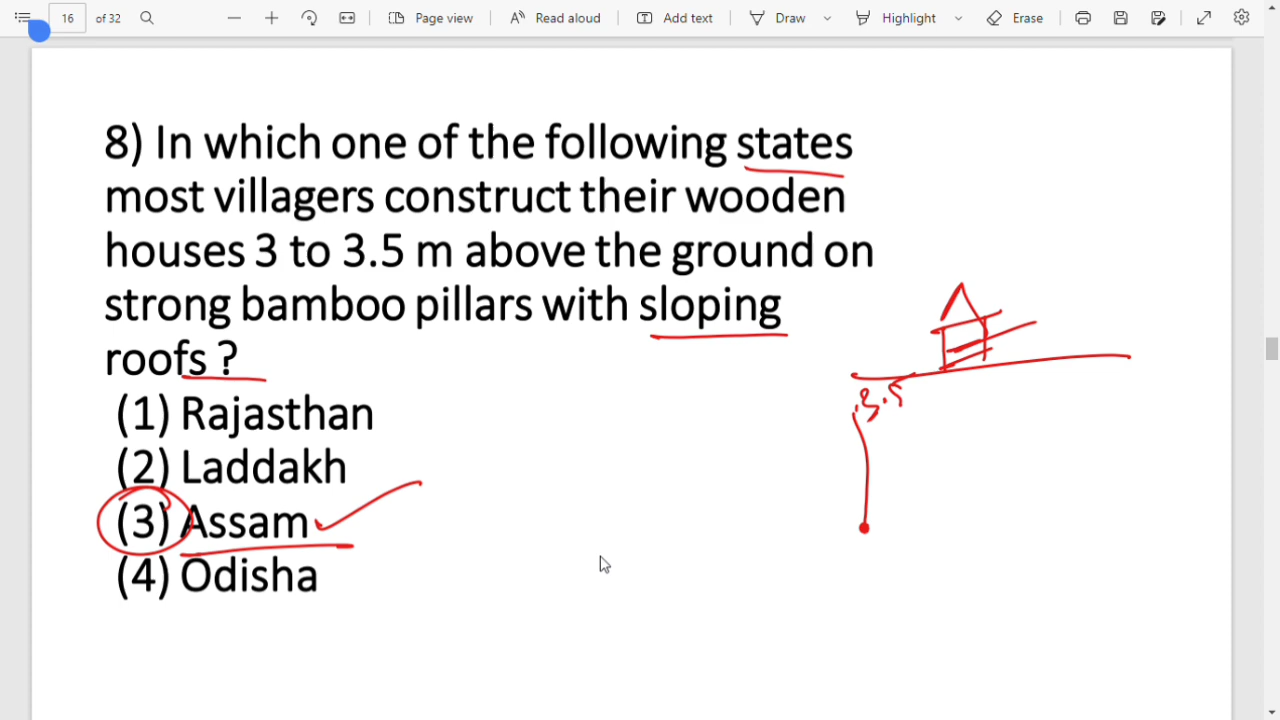 16 of 32 Page view Read aloud Add text Draw Highlight Erase
8) In which one of the following states
most villagers construct their wooden
houses 3 to 3.5 m above the ground on
strong bamboo pillars with sloping
roofs ?
(1) Rajasthan
(2) Laddakh
(3) Assam
(4) Odisha
3.5